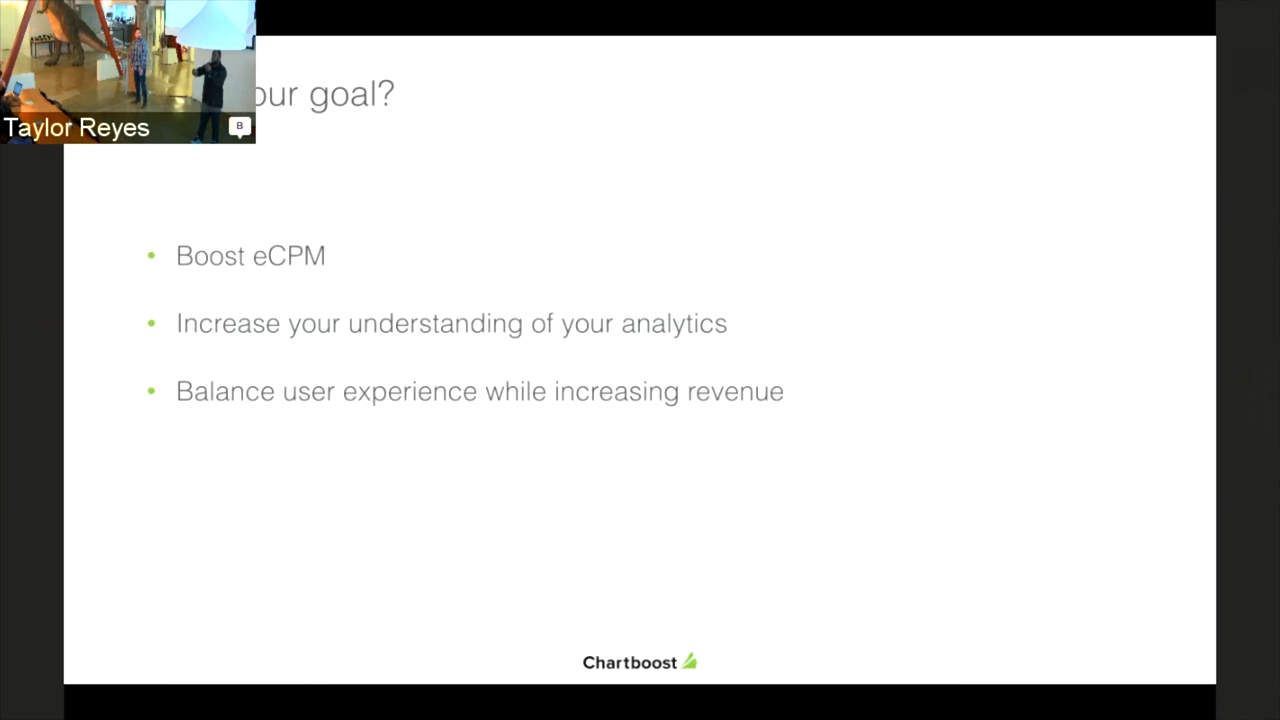 our goal?
Taylor Reyes
B
• Boost eCPM
• Increase your understanding of your analytics
• Balance user experience while increasing revenue
Chartboost